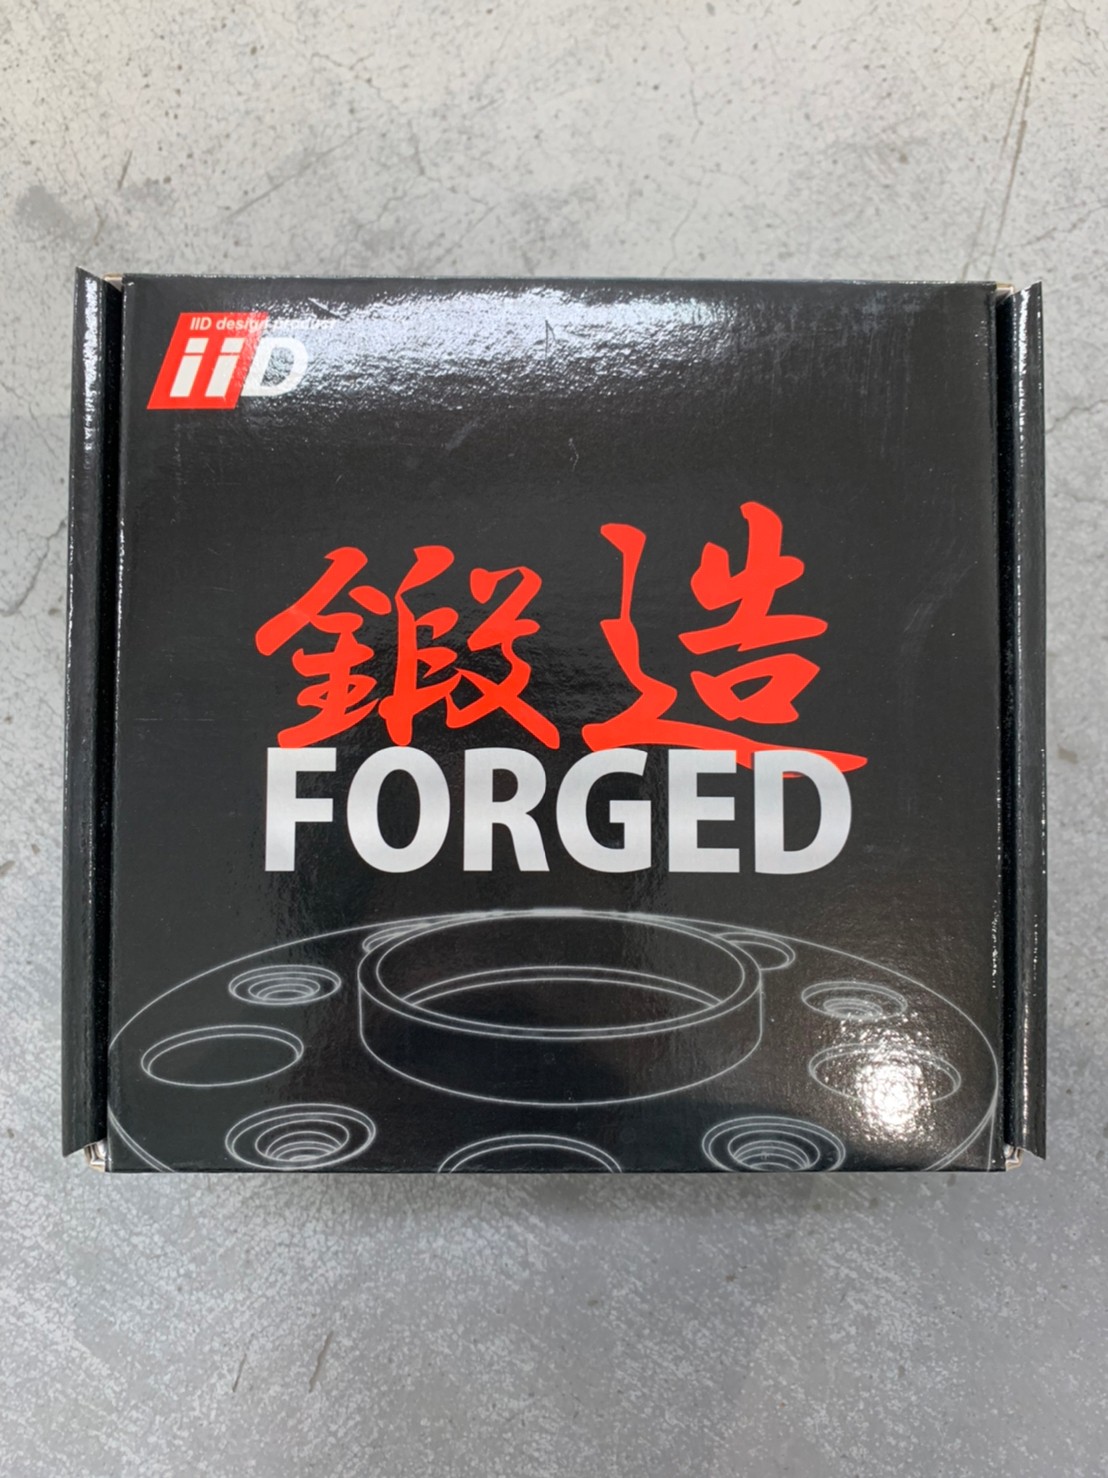 IID design product
iiD
鍛造
FORGED